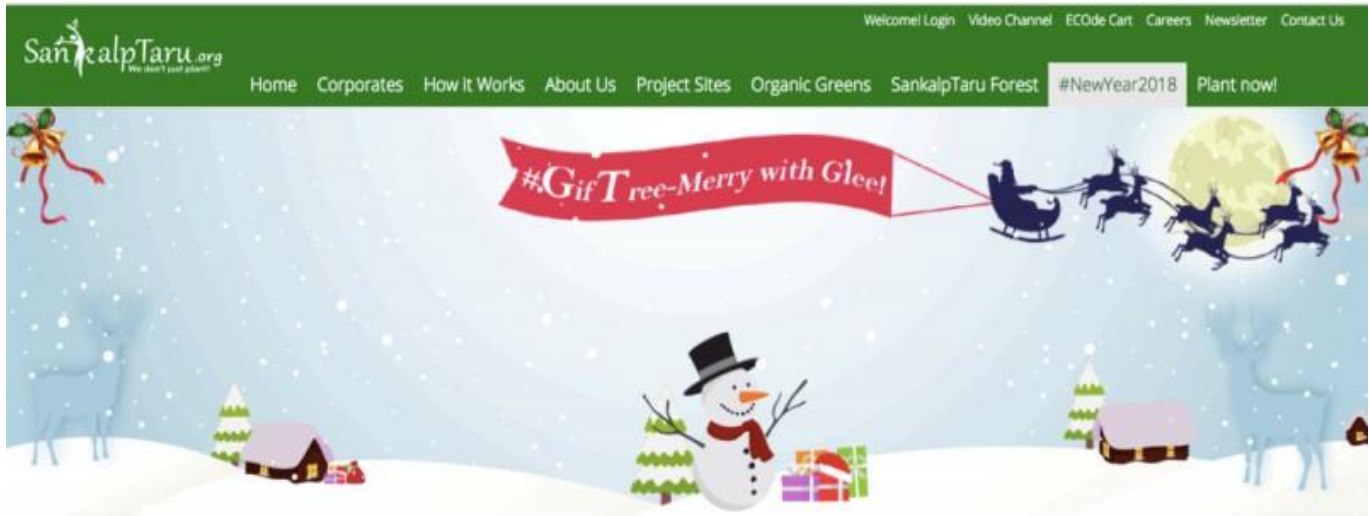 Welcome! Login Video Channel ECOde Cart Careers Newsletter Contact Us
SankalpTaru.org
We don't just plant!
Home Corporates How it Works About Us Project Sites Organic Greens SankalpTaru Forest #NewYear2018 Plant now!
#GifTree-Merry with Glee!